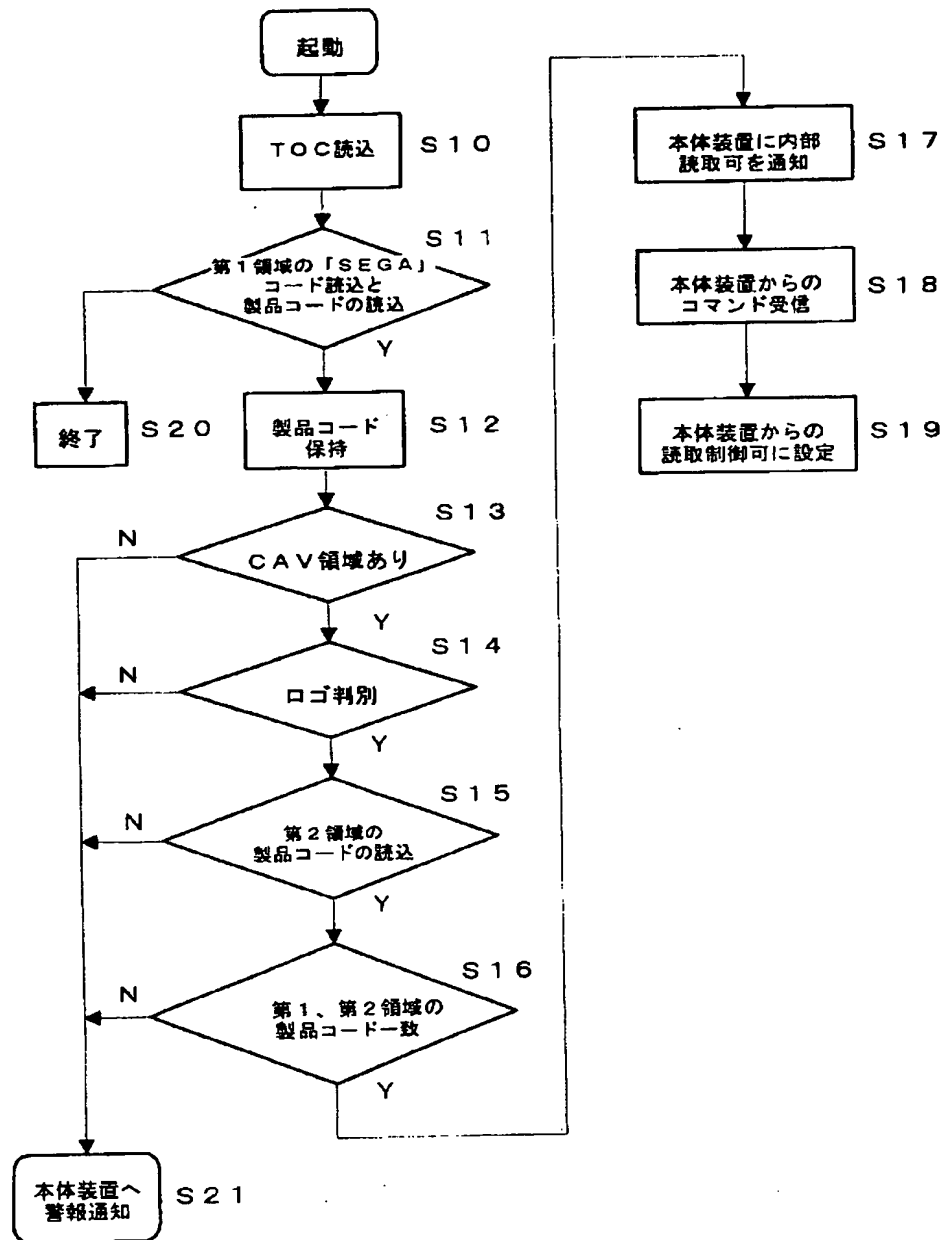 起動
TOC読込
S10
S11
第1領域の「SEGA」
コード読込と
製品コードの読込
Y
終了
S20
製品コード
保持
S12
S13
N
CAV領域あり
Y
S14
N
ロゴ判別
Y
S15
N
第2領域の
製品コードの読込
Y
S16
N
第1、第2領域の
製品コード一致
Y
本体装置へ
警報通知
S21
本体装置に内部
読取可を通知
S17
本体装置からの
コマンド受信
S18
本体装置からの
読取制御可に設定
S19